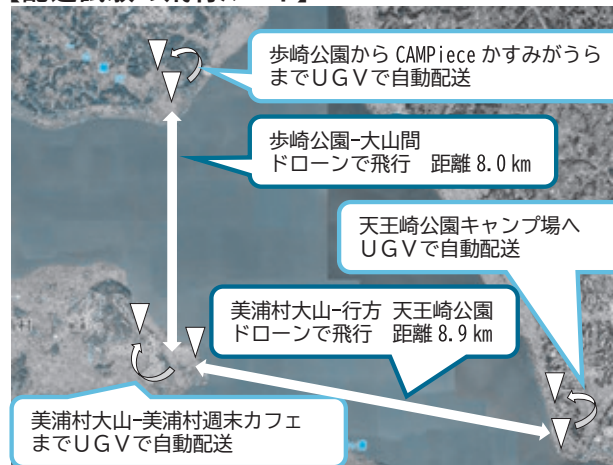 歩崎公園から CAMPiece かすみがうら
までUGVで自動配送
歩崎公園-大山間
ドローンで飛行　距離 8.0 km
天王崎公園キャンプ場へ
UGVで自動配送
美浦村大山-行方 天王崎公園
ドローンで飛行　距離 8.9 km
美浦村大山-美浦村週末カフェ
までUGVで自動配送